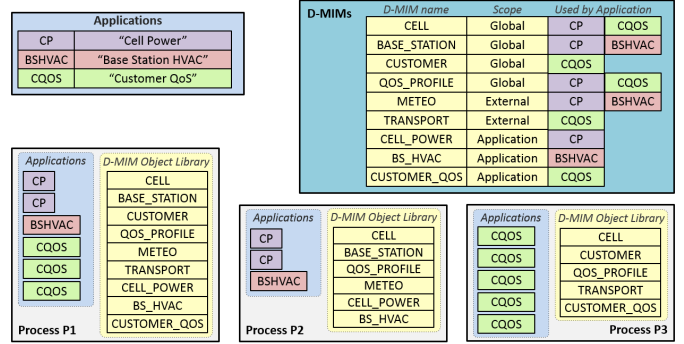 Applications
CP "Cell Power"
BSHVAC "Base Station HVAC"
CQOS "Customer QoS"
D-MIMs D-MIM name Scope Used by Application
CELL Global CP CQOS
BASE_STATION Global CP BSHVAC
CUSTOMER Global CQOS
QOS_PROFILE Global CP CQOS
METEO External CP BSHVAC
TRANSPORT External CQOS
CELL_POWER Application CP
BS_HVAC Application BSHVAC
CUSTOMER_QOS Application CQOS
Applications
CP
CP
BSHVAC
CQOS
CQOS
CQOS
D-MIM Object Library
CELL
BASE_STATION
CUSTOMER
QOS_PROFILE
METEO
TRANSPORT
CELL_POWER
BS_HVAC
CUSTOMER_QOS
Process P1
Applications
CP
CP
BSHVAC
D-MIM Object Library
CELL
BASE_STATION
QOS_PROFILE
METEO
CELL_POWER
BS_HVAC
Process P2
Applications
CQOS
CQOS
CQOS
CQOS
CQOS
D-MIM Object Library
CELL
CUSTOMER
QOS_PROFILE
TRANSPORT
CUSTOMER_QOS
Process P3